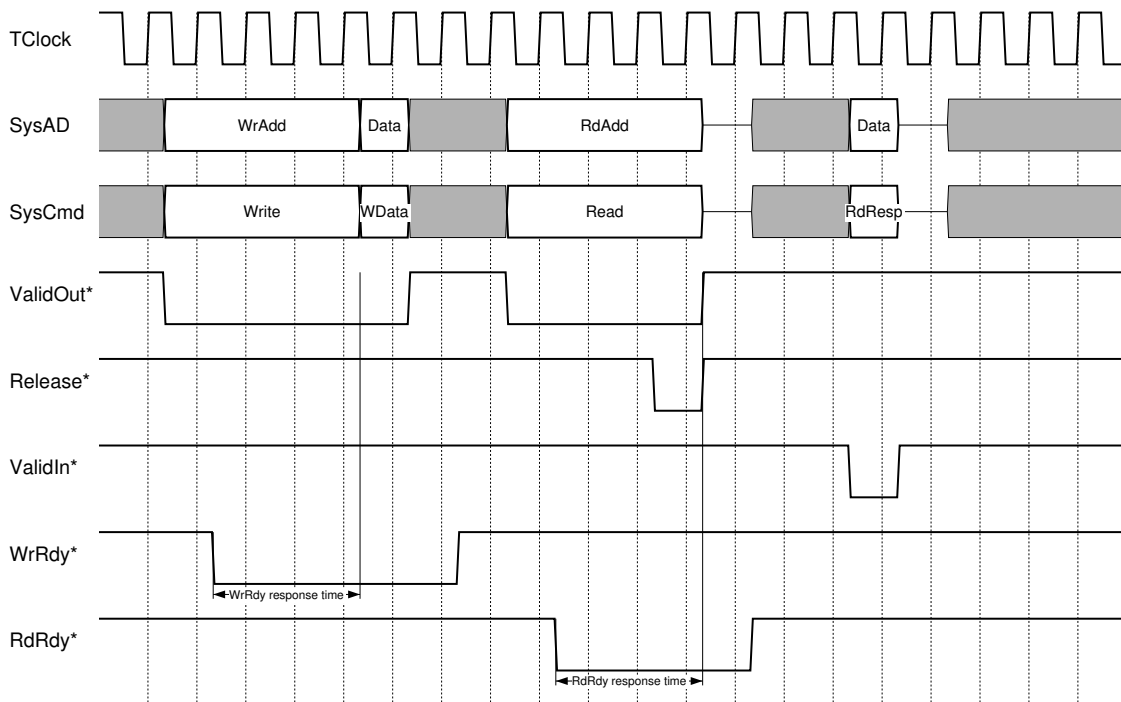 TClock
SysAD WrAdd Data RdAdd Data
SysCmd Write WData Read RdResp
ValidOut*
Release*
ValidIn*
WrRdy*
WrRdy response time
RdRdy*
RdRdy response time